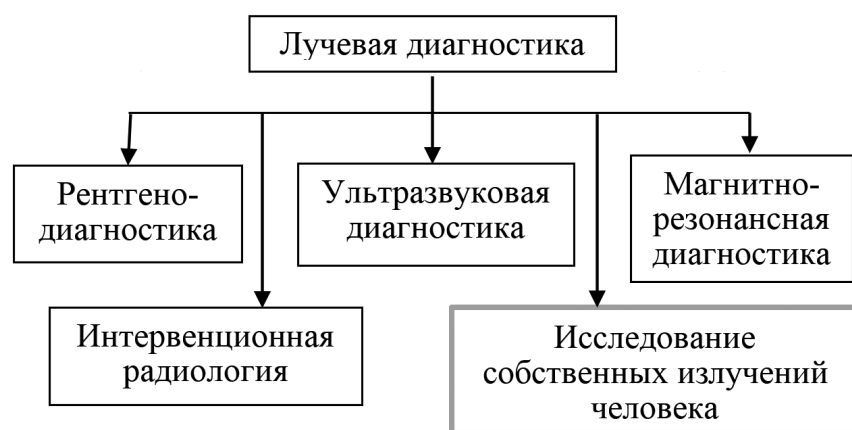 Лучевая диагностика
Рентгено-
диагностика
Ультразвуковая
диагностика
Магнитно-
резонансная
диагностика
Интервенционная
радиология
Исследование
собственных излучений
человека